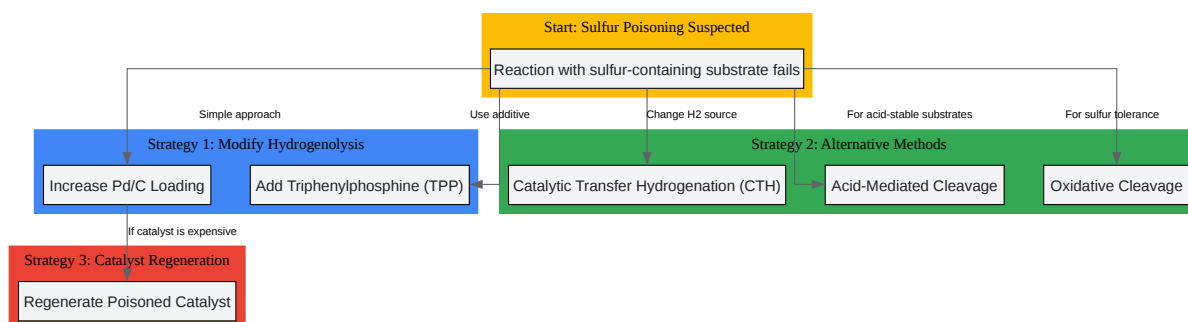 Start: Sulfur Poisoning Suspected
Reaction with sulfur-containing substrate fails
Simple approach
Use additive
Change H2 source
For acid-stable substrates
For sulfur tolerance
Strategy 1: Modify Hydrogenolysis
Strategy 2: Alternative Methods
Increase Pd/C Loading
Add Triphenylphosphine (TPP)
Catalytic Transfer Hydrogenation (CTH)
Acid-Mediated Cleavage
Oxidative Cleavage
If catalyst is expensive
Strategy 3: Catalyst Regeneration
Regenerate Poisoned Catalyst